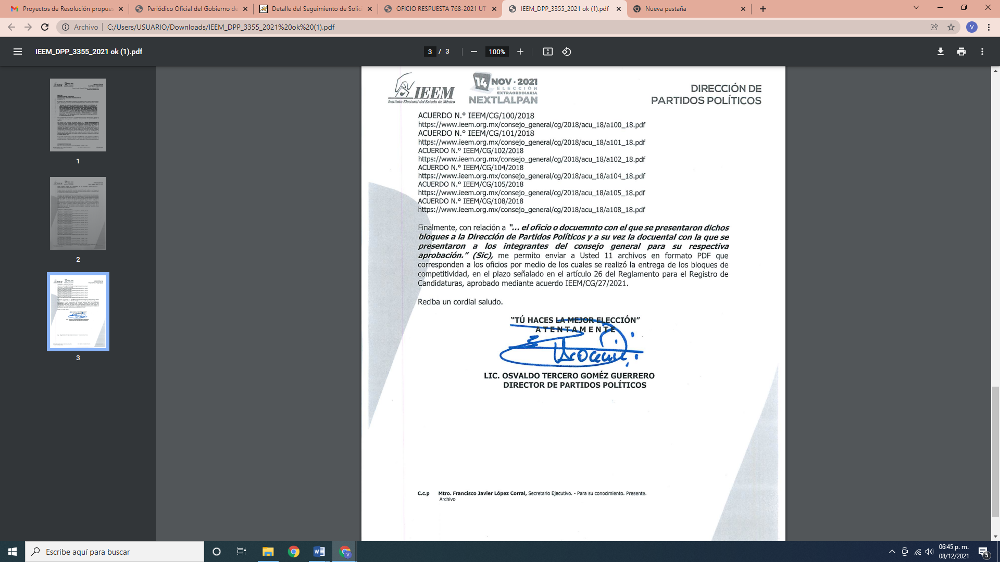 Proyectos de Resolución propues
Periódico Oficial del Gobierno de
Detalle del Seguimiento de Solici
OFICIO RESPUESTA 768-2021 UT
IEEM_DPP_3355_2021 ok (1).pdf
Nueva pestaña
Archivo
C:/Users/USUARIO/Downloads/IEEM_DPP_3355_2021%20ok%20(1).pdf
V
IEEM_DPP_3355_2021 ok (1).pdf
3 / 3
100%
1
2
3
IEEM
Instituto Electoral del Estado de México
14 NOV · 2021
ELECCIÓN
EXTRAORDINARIA
NEXTLALPAN
DIRECCIÓN DE
PARTIDOS POLÍTICOS
ACUERDO N.° IEEM/CG/100/2018
https://www.ieem.org.mx/consejo_general/cg/2018/acu_18/a100_18.pdf
ACUERDO N.° IEEM/CG/101/2018
https://www.ieem.org.mx/consejo_general/cg/2018/acu_18/a101_18.pdf
ACUERDO N.° IEEM/CG/102/2018
https://www.ieem.org.mx/consejo_general/cg/2018/acu_18/a102_18.pdf
ACUERDO N.° IEEM/CG/104/2018
https://www.ieem.org.mx/consejo_general/cg/2018/acu_18/a104_18.pdf
ACUERDO N.° IEEM/CG/105/2018
https://www.ieem.org.mx/consejo_general/cg/2018/acu_18/a105_18.pdf
ACUERDO N.° IEEM/CG/108/2018
https://www.ieem.org.mx/consejo_general/cg/2018/acu_18/a108_18.pdf
Finalmente, con relación a "... el oficio o docuemnto con el que se presentaron dichos
bloques a la Dirección de Partidos Políticos y a su vez la docuental con la que se
presentaron a los integrantes del consejo general para su respectiva
aprobación." (Sic), me permito enviar a Usted 11 archivos en formato PDF que
corresponden a los oficios por medio de los cuales se realizó la entrega de los bloques de
competitividad, en el plazo señalado en el artículo 26 del Reglamento para el Registro de
Candidaturas, aprobado mediante acuerdo IEEM/CG/27/2021.
Reciba un cordial saludo.
"TÚ HACES LA MEJOR ELECCIÓN"
A T E N T A M E N T E
LIC. OSVALDO TERCERO GOMÉZ GUERRERO
DIRECTOR DE PARTIDOS POLÍTICOS
C.c.p Mtro. Francisco Javier López Corral, Secretario Ejecutivo. - Para su conocimiento. Presente.
Archivo
Escribe aquí para buscar
06:45 p. m.
08/12/2021
5